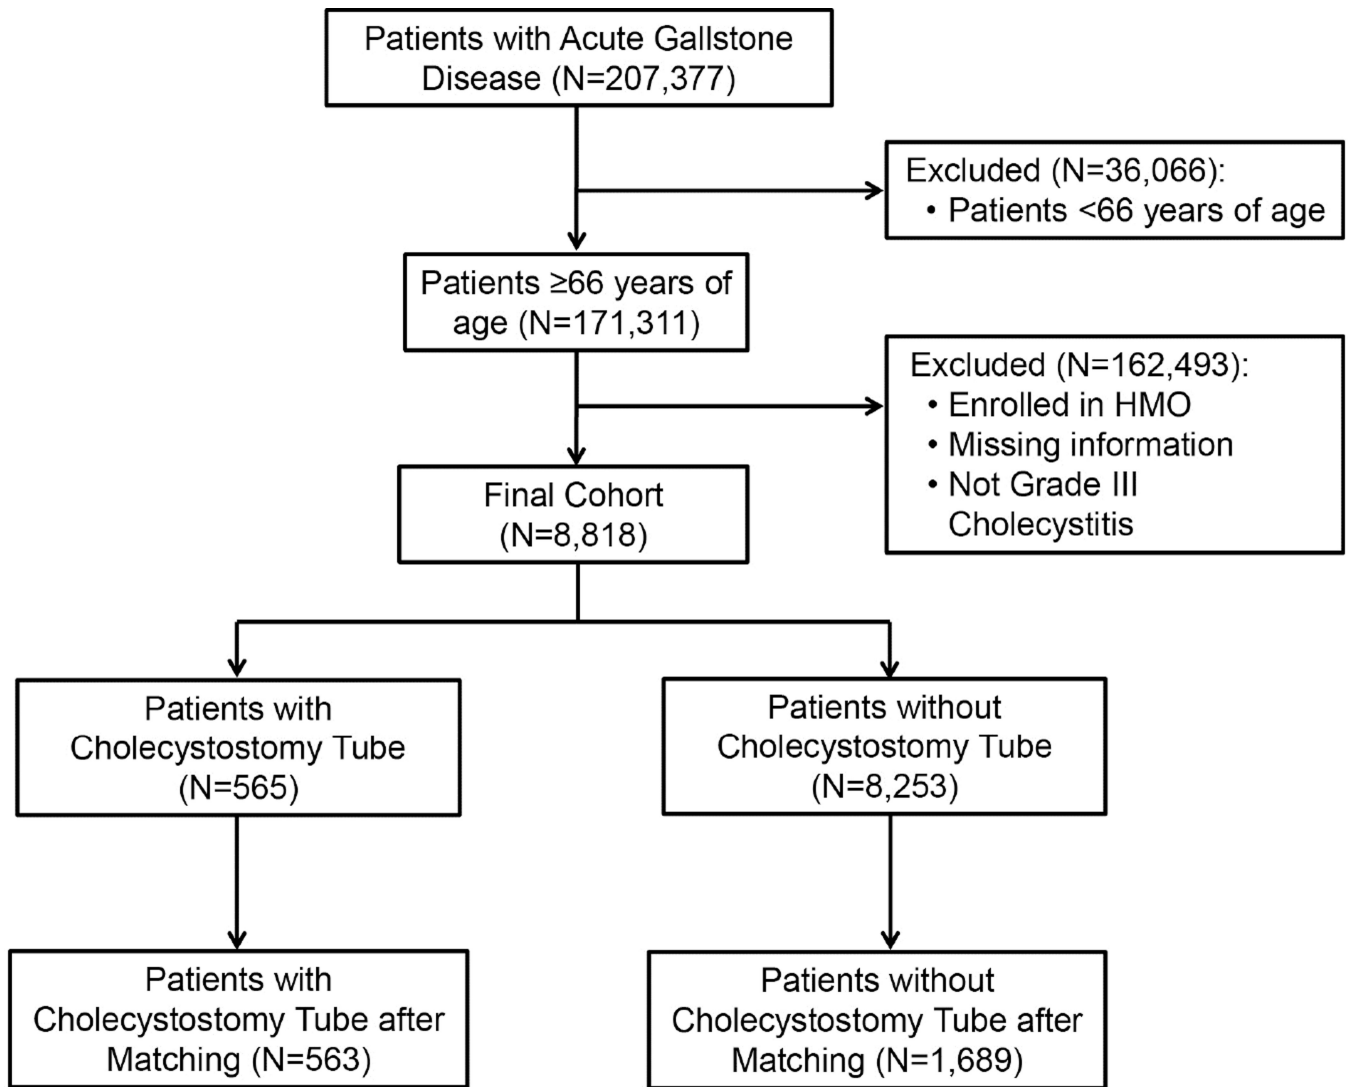 Patients with Acute Gallstone
Disease (N=207,377)
Excluded (N=36,066):
• Patients <66 years of age
Patients ≥66 years of
age (N=171,311)
Excluded (N=162,493):
• Enrolled in HMO
• Missing information
• Not Grade III
Cholecystitis
Final Cohort
(N=8,818)
Patients with
Cholecystostomy Tube
(N=565)
Patients without
Cholecystostomy Tube
(N=8,253)
Patients with
Cholecystostomy Tube after
Matching (N=563)
Patients without
Cholecystostomy Tube after
Matching (N=1,689)